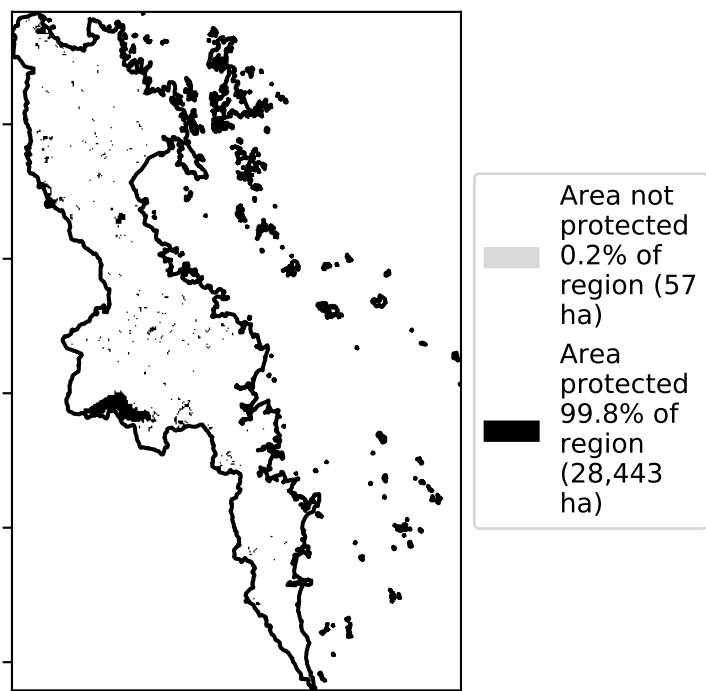 Area not
protected
0.2% of
region (57
ha)
Area
protected
99.8% of
region
(28,443
ha)